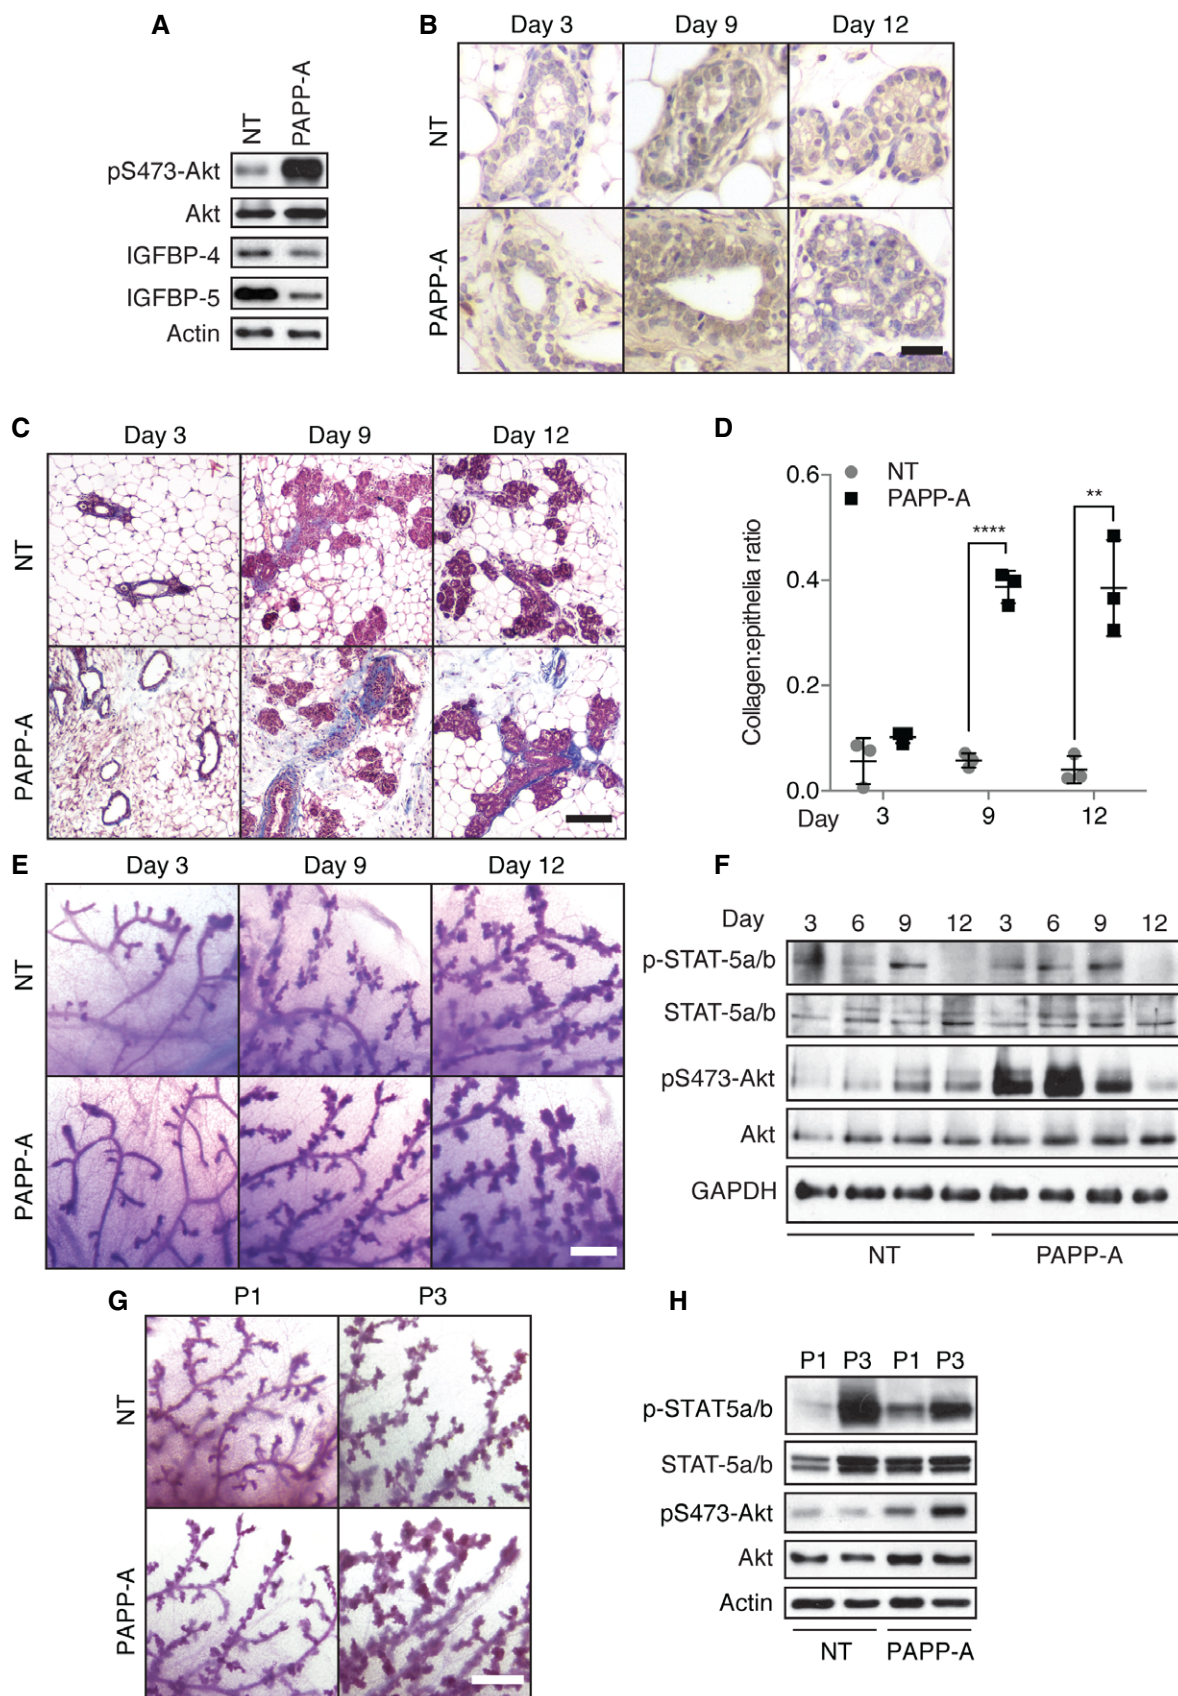 A
NT
PAPP-A
pS473-Akt
Akt
IGFBP-4
IGFBP-5
Actin
B
Day 3
Day 9
Day 12
NT
PAPP-A
C
Day 3
Day 9
Day 12
NT
PAPP-A
D
NT
PAPP-A
Collagen:epithelia ratio
0.6
0.4
0.2
0.0
****
**
Day 3 9 12
E
Day 3
Day 9
Day 12
NT
PAPP-A
F
Day 3 6 9 12 3 6 9 12
p-STAT-5a/b
STAT-5a/b
pS473-Akt
Akt
GAPDH
NT
PAPP-A
G
P1
P3
NT
PAPP-A
H
P1 P3 P1 P3
p-STAT5a/b
STAT-5a/b
pS473-Akt
Akt
Actin
NT
PAPP-A